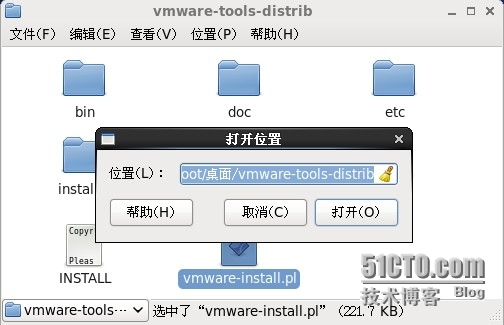 vmware-tools-distrib
文件(F) 编辑(E) 查看(V) 位置(P) 帮助(H)
bin doc etc
打开位置
instal
位置(L)： oot/桌面/vmware-tools-distrib
帮助(H) 取消(C) 打开(O)
Copyr
Pleas
INSTALL vmware-install.pl
51CTO.com
技术博客 Blog
vmware-tools··· 选中了“vmware-install.pl” (221.7 KB)